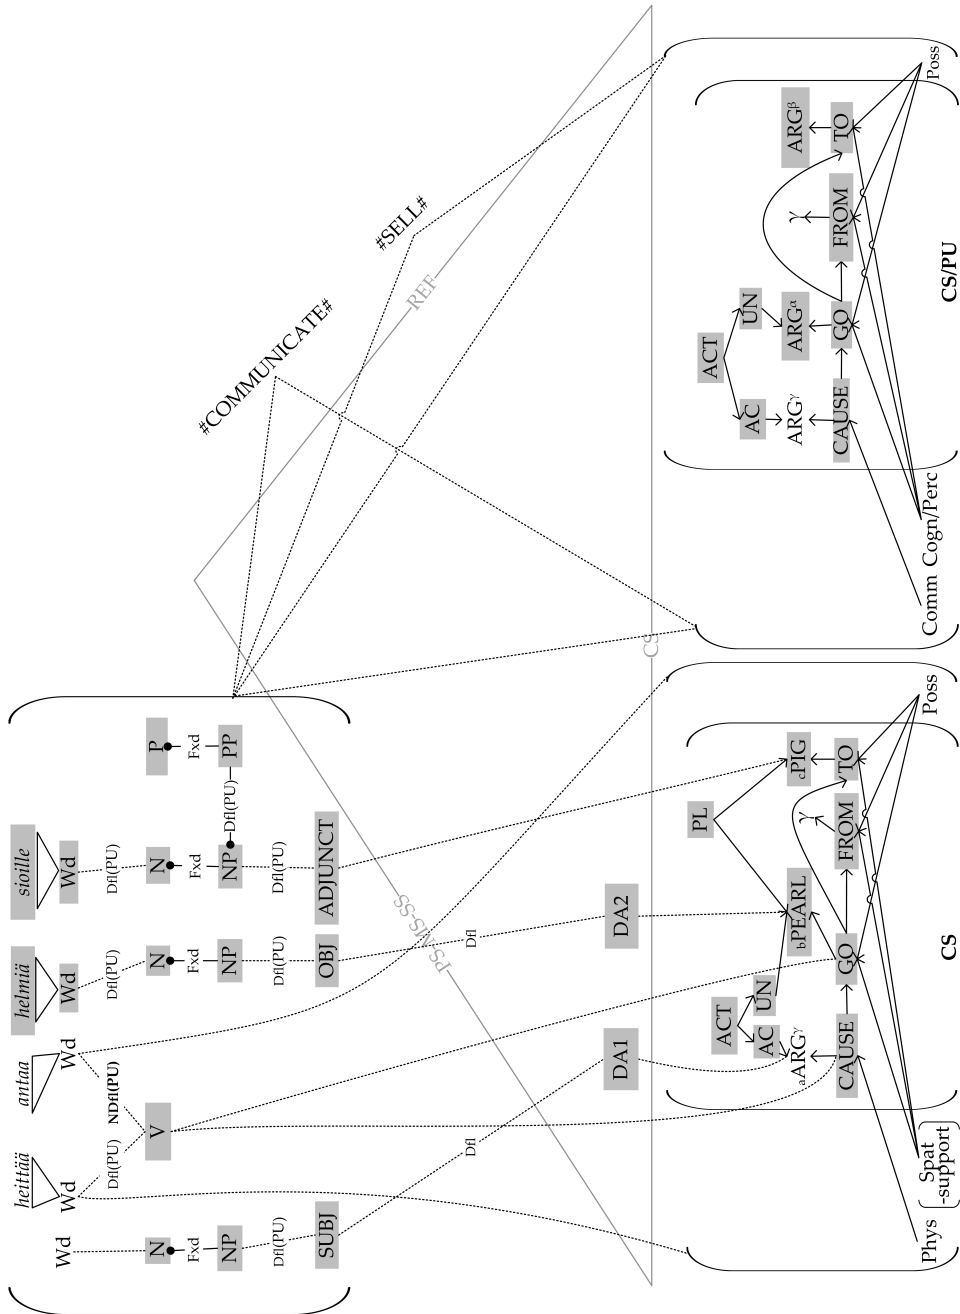 heittää antaa helmiä sioille
Wd Wd Wd Wd Wd
Dfl(PU) NDfl(PU) Dfl(PU) Dfl(PU)
N V N N P
Fxd Fxd Fxd Fxd
NP NP NP Dfl(PU) PP
Dfl(PU) Dfl(PU) Dfl(PU)
SUBJ OBJ ADJUNCT
#COMMUNICATE#
#SELL#
PS-MS-SS
REF
Dfl Dfl
DA1 DA2
CS
ACT PL
AC UN
aARGγ bPEARL γ cPIG
CAUSE GO FROM TO
Phys
Spat
-support
Poss
CS
ACT
AC UN
ARGγ ARGα γ ARGβ
CAUSE GO FROM TO
Comm Cogn/Perc Poss
CS/PU